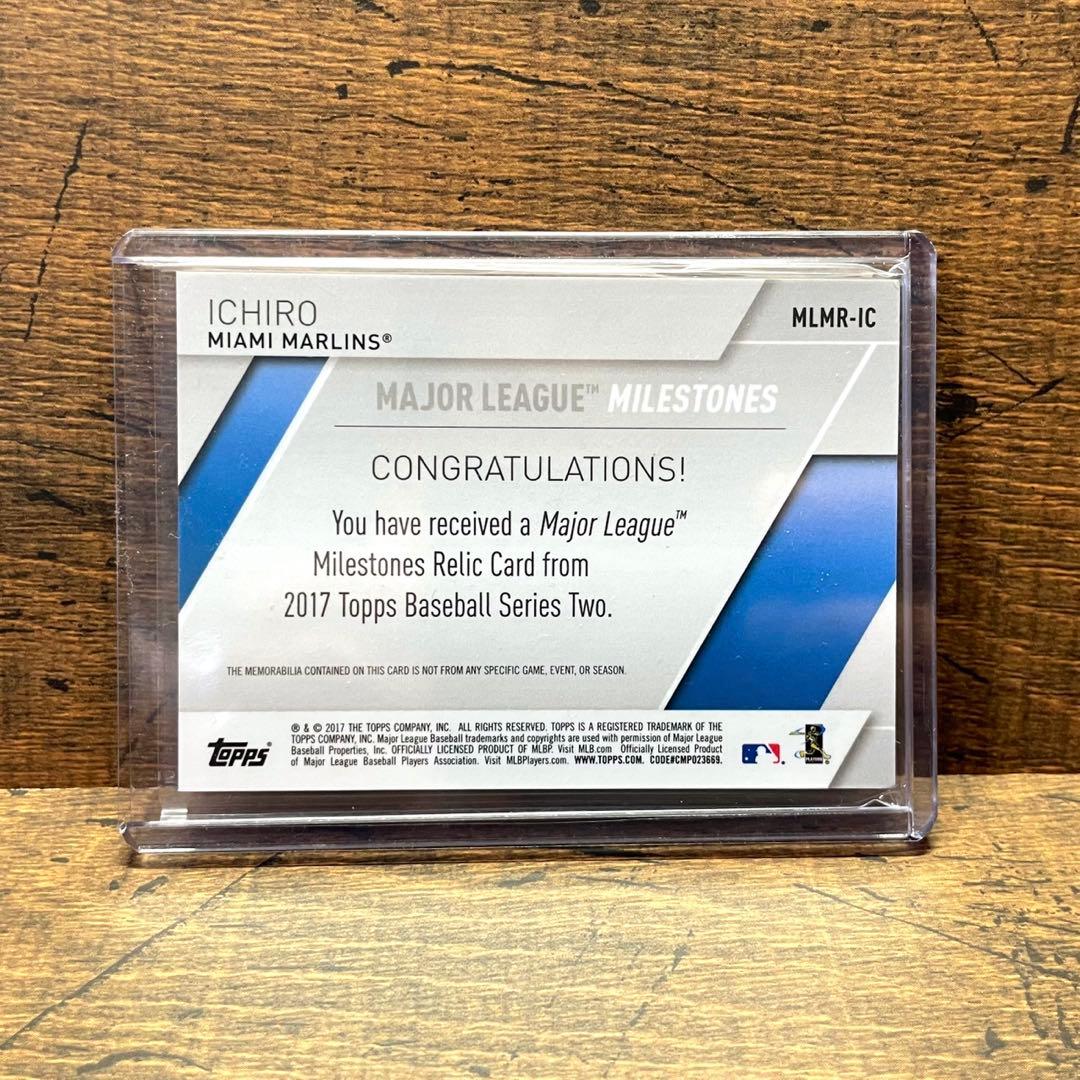 ICHIRO
MIAMI MARLINS®
MLMR-IC
MAJOR LEAGUE™ MILESTONES
CONGRATULATIONS!
You have received a Major League™
Milestones Relic Card from
2017 Topps Baseball Series Two.
THE MEMORABILIA CONTAINED ON THIS CARD IS NOT FROM ANY SPECIFIC GAME, EVENT, OR SEASON.
topps®
® & © 2017 THE TOPPS COMPANY, INC. ALL RIGHTS RESERVED. TOPPS IS A REGISTERED TRADEMARK OF THE
TOPPS COMPANY, INC. Major League Baseball trademarks and copyrights are used with permission of Major League
Baseball Properties, Inc. OFFICIALLY LICENSED PRODUCT OF MLBP. Visit MLB.com Officially Licensed Product
of Major League Baseball Players Association. Visit MLBPlayers.com. WWW.TOPPS.COM. CODE#CMP023669.
PLAYERS